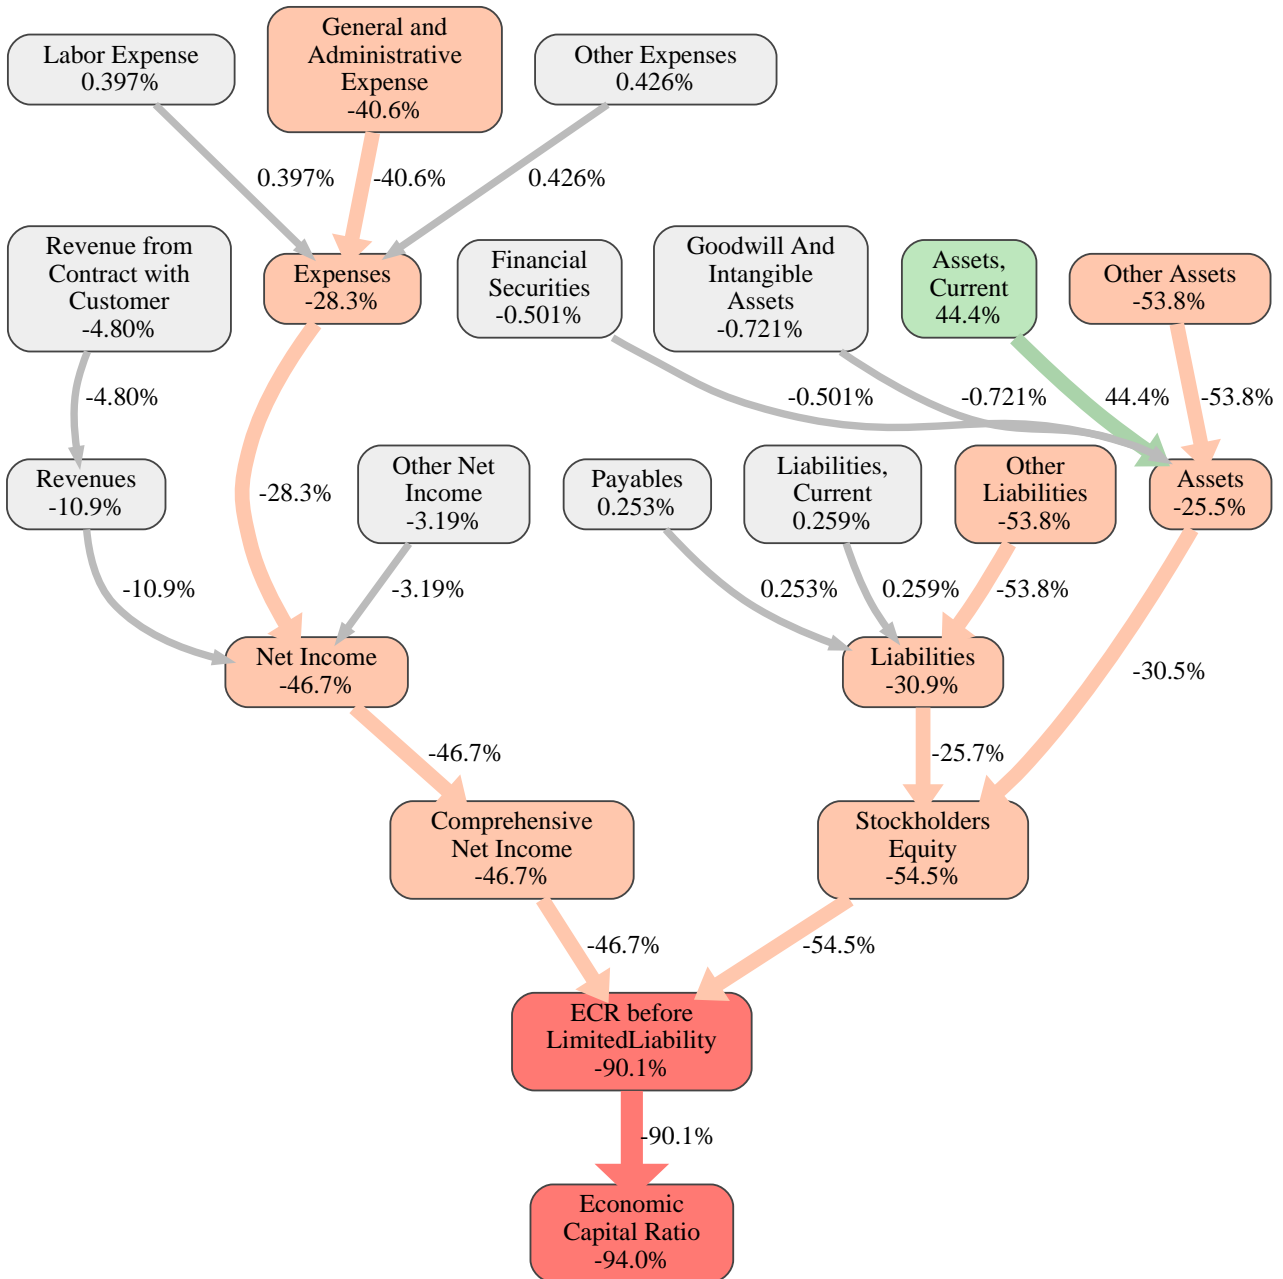 Labor Expense
0.397%
General and
Administrative
Expense
-40.6%
Other Expenses
0.426%
0.397%
-40.6%
0.426%
Revenue from
Contract with
Customer
-4.80%
Expenses
-28.3%
Financial
Securities
-0.501%
Goodwill And
Intangible
Assets
-0.721%
Assets,
Current
44.4%
Other Assets
-53.8%
-4.80%
-0.501%
-0.721%
44.4%
-53.8%
Revenues
-10.9%
-28.3%
Other Net
Income
-3.19%
Payables
0.253%
Liabilities,
Current
0.259%
Other
Liabilities
-53.8%
Assets
-25.5%
-10.9%
-3.19%
0.253%
0.259%
-53.8%
Net Income
-46.7%
Liabilities
-30.9%
-30.5%
-46.7%
-25.7%
Comprehensive
Net Income
-46.7%
Stockholders
Equity
-54.5%
-46.7%
-54.5%
ECR before
LimitedLiability
-90.1%
-90.1%
Economic
Capital Ratio
-94.0%